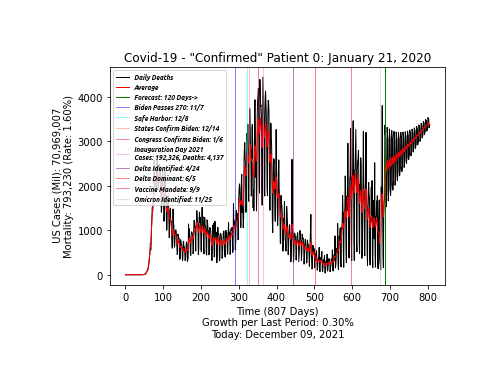 Covid-19 - "Confirmed" Patient 0: January 21, 2020
Daily Deaths
Average
Forecast: 120 Days->
Biden Passes 270: 11/7
Safe Harbor: 12/8
States Confirm Biden: 12/14
Congress Confirms Biden: 1/6
Inauguration Day 2021
Cases: 192,326, Deaths: 4,137
Delta Identified: 4/24
Delta Dominant: 6/5
Vaccine Mandate: 9/9
Omicron Identified: 11/25
US Cases (Mil): 70,969,007
Mortality: 793,230 (Rate: 1.60%)
4000
3000
2000
1000
0
0 100 200 300 400 500 600 700 800
Time (807 Days)
Growth per Last Period: 0.30%
Today: December 09, 2021